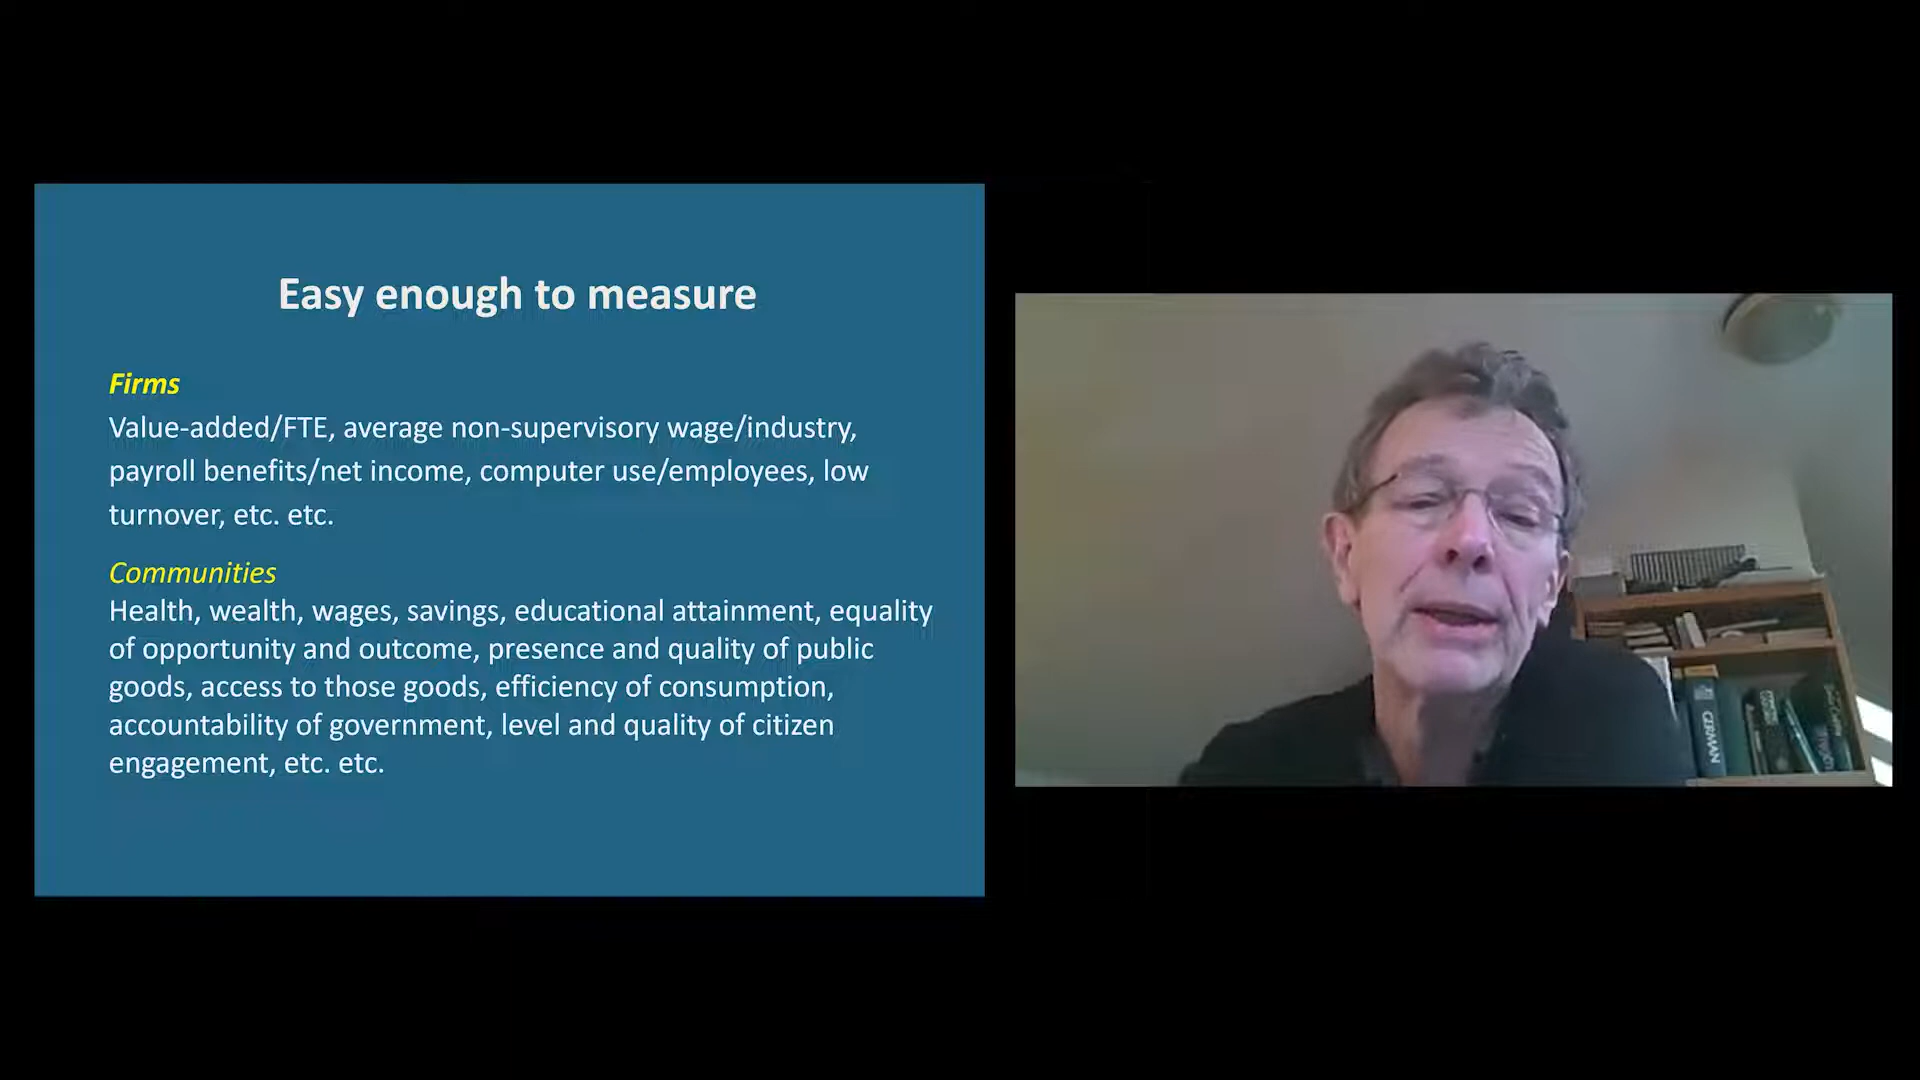 Easy enough to measure
Firms
Value-added/FTE, average non-supervisory wage/industry,
payroll benefits/net income, computer use/employees, low
turnover, etc. etc.
Communities
Health, wealth, wages, savings, educational attainment, equality
of opportunity and outcome, presence and quality of public
goods, access to those goods, efficiency of consumption,
accountability of government, level and quality of citizen
engagement, etc. etc.
GERMAN